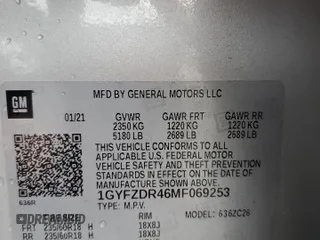 GM
MFD BY GENERAL MOTORS LLC
01/21 GVWR GAWR FRT GAWR RR
2350 KG 1220 KG 1220 KG
5180 LB 2689 LB 2689 LB
THIS VEHICLE CONFORMS TO ALL
APPLICABLE U.S. FEDERAL MOTOR
VEHICLE SAFETY, BUMPER, AND THEFT
PREVENTION STANDARDS IN EFFECT ON
THE DATE OF MANUFACTURE SHOWN ABOVE.
1GYFZDR46MF069253
636R TYPE: M.P.V. MODEL: 636ZC26
RIM
FRT 235/60R18 H 18X8J
RR 235/60R18 H 18X8J